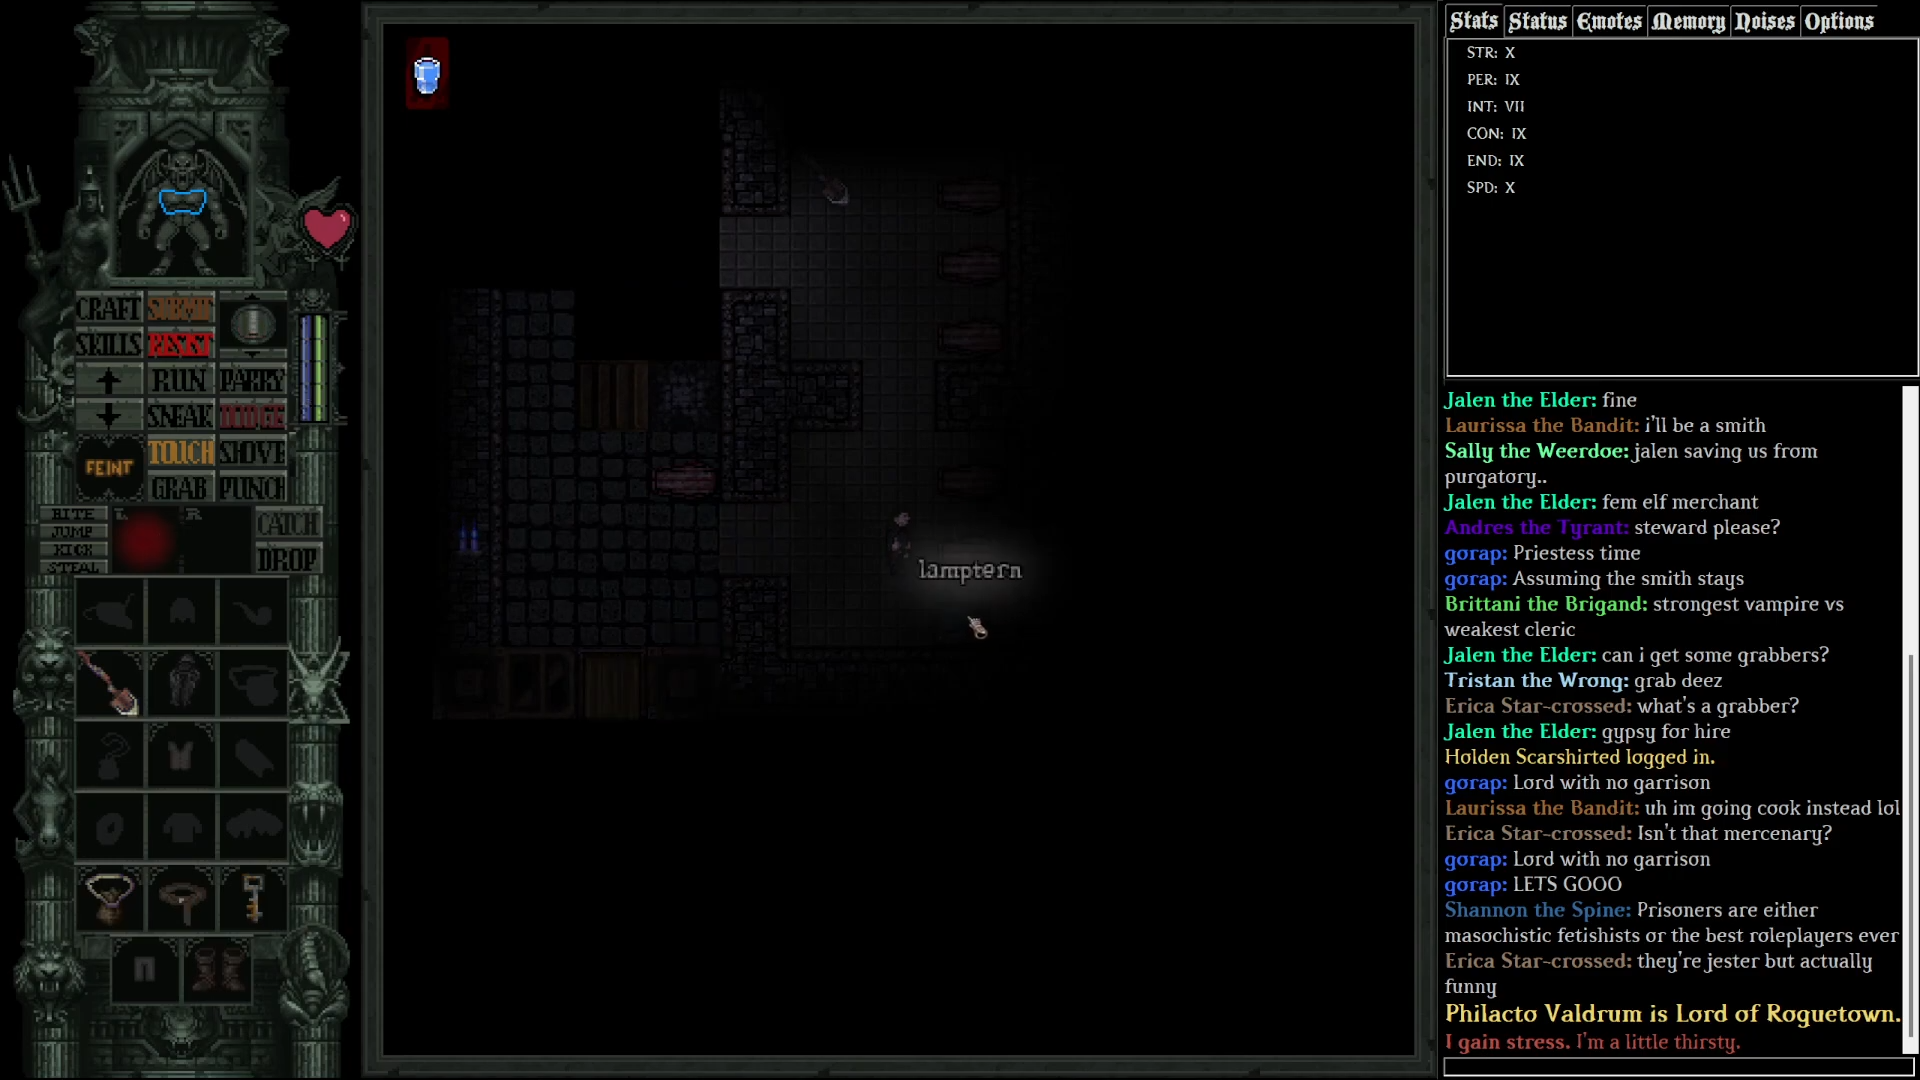 Stats Status Emotes Memory Noises Options
STR: X
PER: IX
INT: VII
CON: IX
END: IX
SPD: X
CRAFT SUBMIT
SKILLS RESIST
RUN PARRY
SNEAK DODGE
FEINT TOUCH SHOVE
GRAB PUNCH
BITE L R CATCH
JUMP
KICK DROP
STEAL
lamptern
Jalen the Elder: fine
Laurissa the Bandit: i'll be a smith
Sally the Weerdoe: jalen saving us from
purgatory..
Jalen the Elder: fem elf merchant
Andres the Tyrant: steward please?
gorap: Priestess time
gorap: Assuming the smith stays
Brittani the Brigand: strongest vampire vs
weakest cleric
Jalen the Elder: can i get some grabbers?
Tristan the Wrong: grab deez
Erica Star-crossed: what's a grabber?
Jalen the Elder: gypsy for hire
Holden Scarshirted logged in.
gorap: Lord with no garrison
Laurissa the Bandit: uh im going cook instead lol
Erica Star-crossed: Isn't that mercenary?
gorap: Lord with no garrison
gorap: LETS GOOO
Shannon the Spine: Prisoners are either
masochistic fetishists or the best roleplayers ever
Erica Star-crossed: they're jester but actually
funny
Philacto Valdrum is Lord of Roguetown.
I gain stress. I'm a little thirsty.